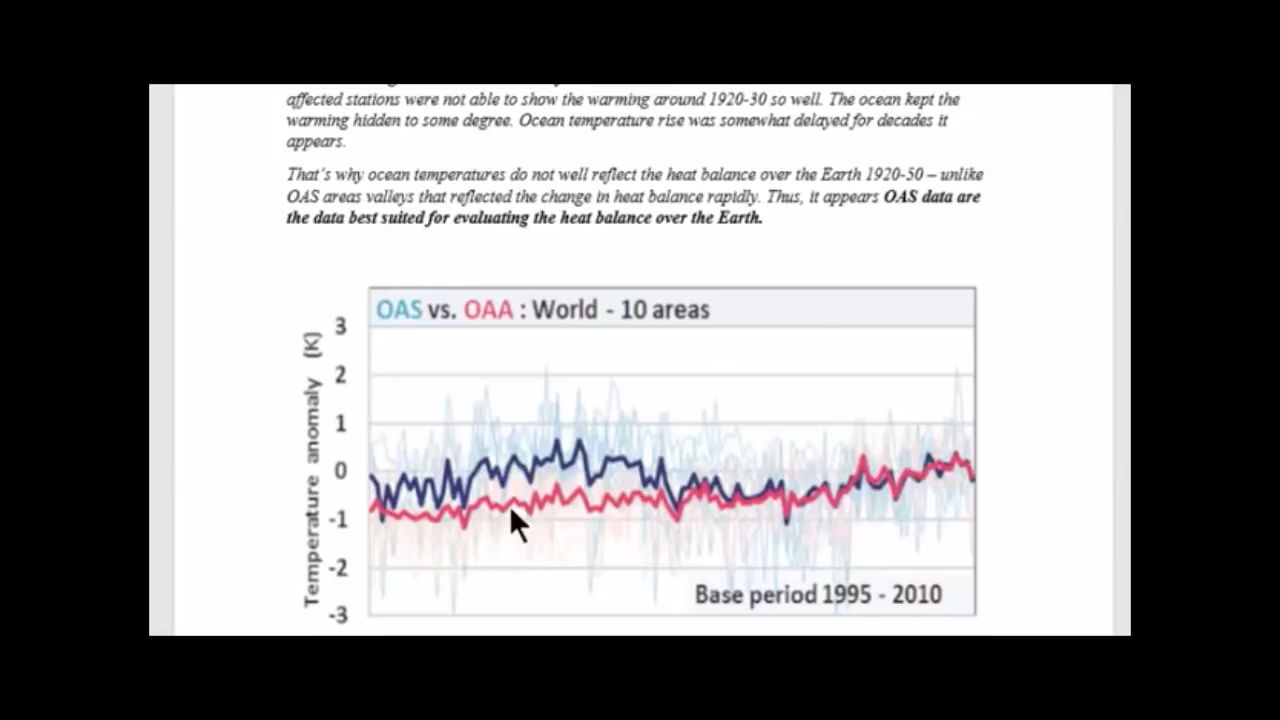 affected stations were not able to show the warming around 1920-30 so well. The ocean kept the
warming hidden to some degree. Ocean temperature rise was somewhat delayed for decades it
appears.
That's why ocean temperatures do not well reflect the heat balance over the Earth 1920-50 – unlike
OAS areas valleys that reflected the change in heat balance rapidly. Thus, it appears OAS data are
the data best suited for evaluating the heat balance over the Earth.
OAS vs. OAA : World - 10 areas
Temperature anomaly (K)
3
2
1
0
-1
-2
-3
Base period 1995 - 2010